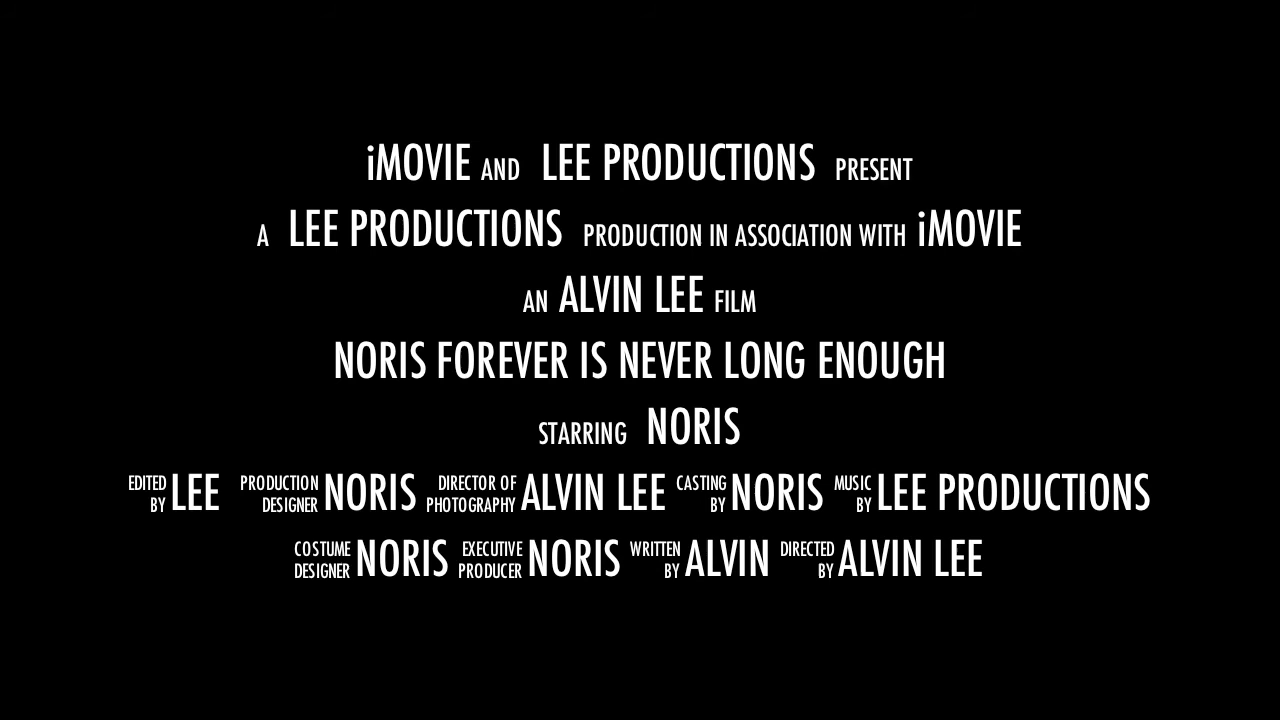 iMOVIE AND LEE PRODUCTIONS PRESENT
A LEE PRODUCTIONS PRODUCTION IN ASSOCIATION WITH iMOVIE
AN ALVIN LEE FILM
NORIS FOREVER IS NEVER LONG ENOUGH
STARRING NORIS
EDITED BY LEE PRODUCTION DESIGNER NORIS DIRECTOR OF PHOTOGRAPHY ALVIN LEE CASTING BY NORIS MUSIC BY LEE PRODUCTIONS
COSTUME DESIGNER NORIS EXECUTIVE PRODUCER NORIS WRITTEN BY ALVIN DIRECTED BY ALVIN LEE